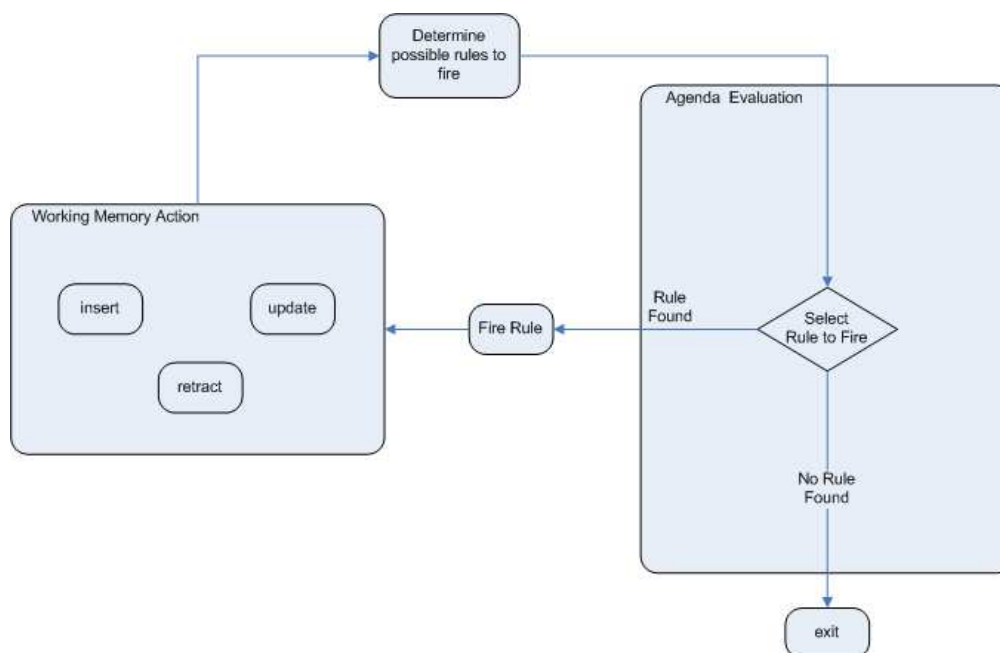 Determine
possible rules to
fire
Agenda Evaluation
Working Memory Action
insert
update
retract
Fire Rule
Rule
Found
Select
Rule to Fire
No Rule
Found
exit